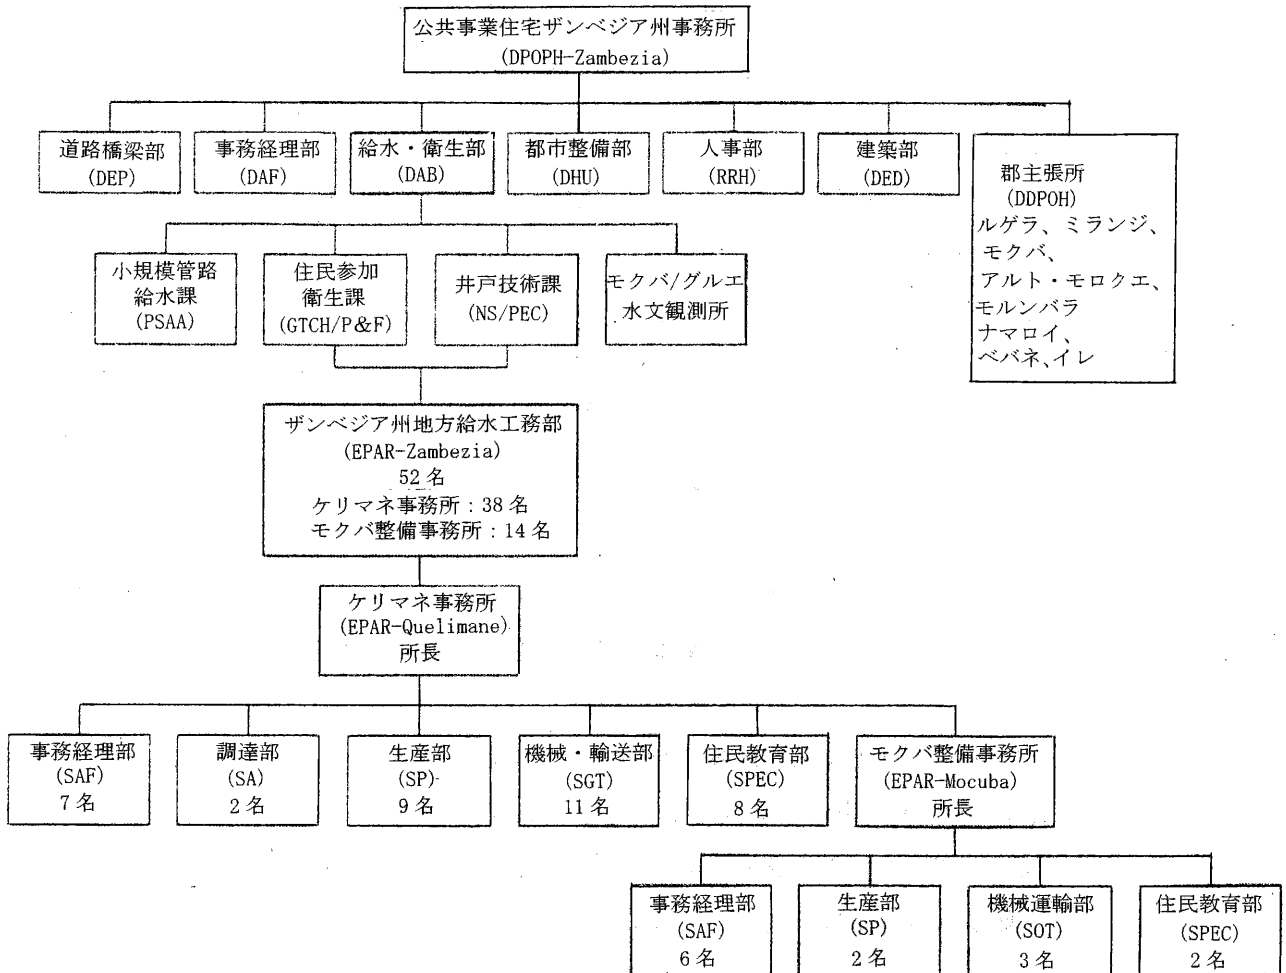 公共事業住宅ザンベジア州事務所
(DPOPH-Zambezia)
道路橋梁部
(DEP)
事務経理部
(DAF)
給水・衛生部
(DAB)
都市整備部
(DHU)
人事部
(RRH)
建築部
(DED)
郡主張所
(DDPOH)
ルゲラ、ミランジ、
モクバ、
アルト・モロクエ、
モルンバラ
ナマロイ、
ベバネ、イレ
小規模管路
給水課
(PSAA)
住民参加
衛生課
(GTCH/P&F)
井戸技術課
(NS/PEC)
モクバ/グルエ
水文観測所
ザンベジア州地方給水工務部
(EPAR-Zambezia)
52名
ケリマネ事務所：38名
モクバ整備事務所：14名
ケリマネ事務所
(EPAR-Quelimane)
所長
事務経理部
(SAF)
7名
調達部
(SA)
2名
生産部
(SP)
9名
機械・輸送部
(SGT)
11名
住民教育部
(SPEC)
8名
モクバ整備事務所
(EPAR-Mocuba)
所長
事務経理部
(SAF)
6名
生産部
(SP)
2名
機械運輸部
(SOT)
3名
住民教育部
(SPEC)
2名